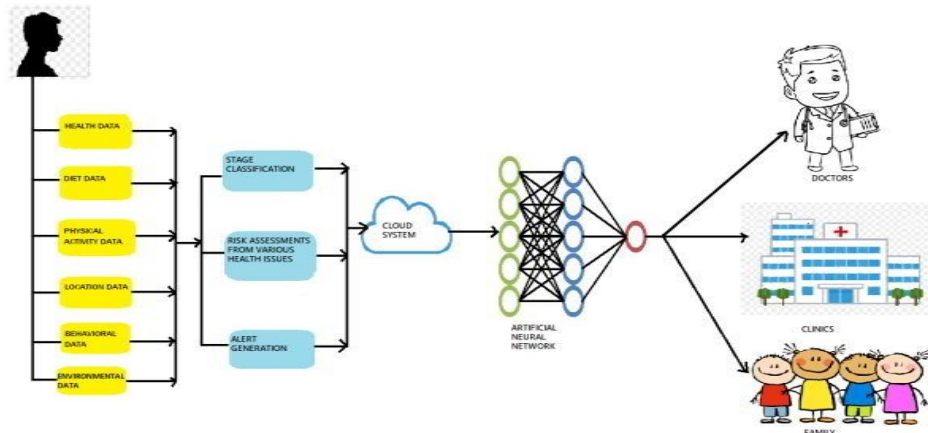 HEALTH DATA
DIET DATA
PHYSICAL
ACTIVITY DATA
LOCATION DATA
BEHAVIORAL
DATA
ENVIRONMENTAL
DATA
STAGE
CLASSIFICATION
RISK ASSESSMENTS
FROM VARIOUS
HEALTH ISSUES
ALERT
GENERATION
CLOUD
SYSTEM
ARTIFICIAL
NEURAL
NETWORK
DOCTORS
CLINICS
FAMILY